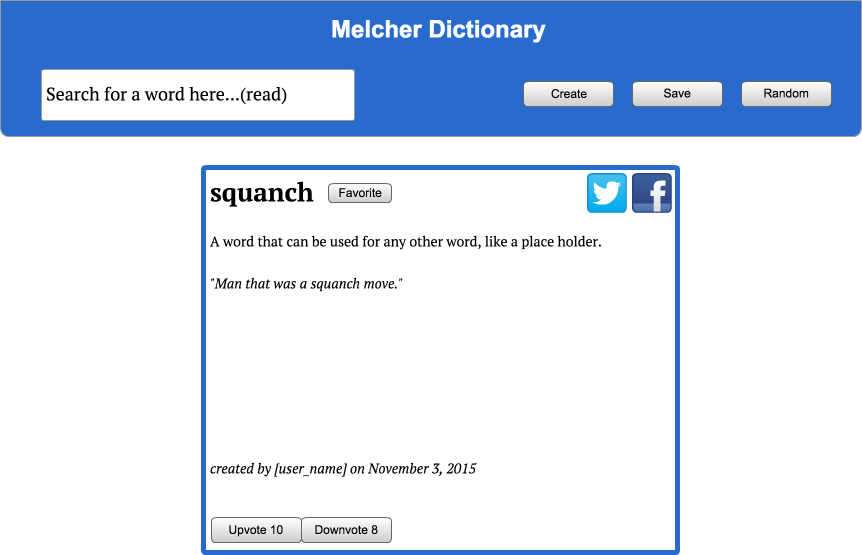 Melcher Dictionary
Search for a word here...(read)
Create
Save
Random
squanch
Favorite
A word that can be used for any other word, like a place holder.
"Man that was a squanch move."
created by [user_name] on November 3, 2015
Upvote 10
Downvote 8